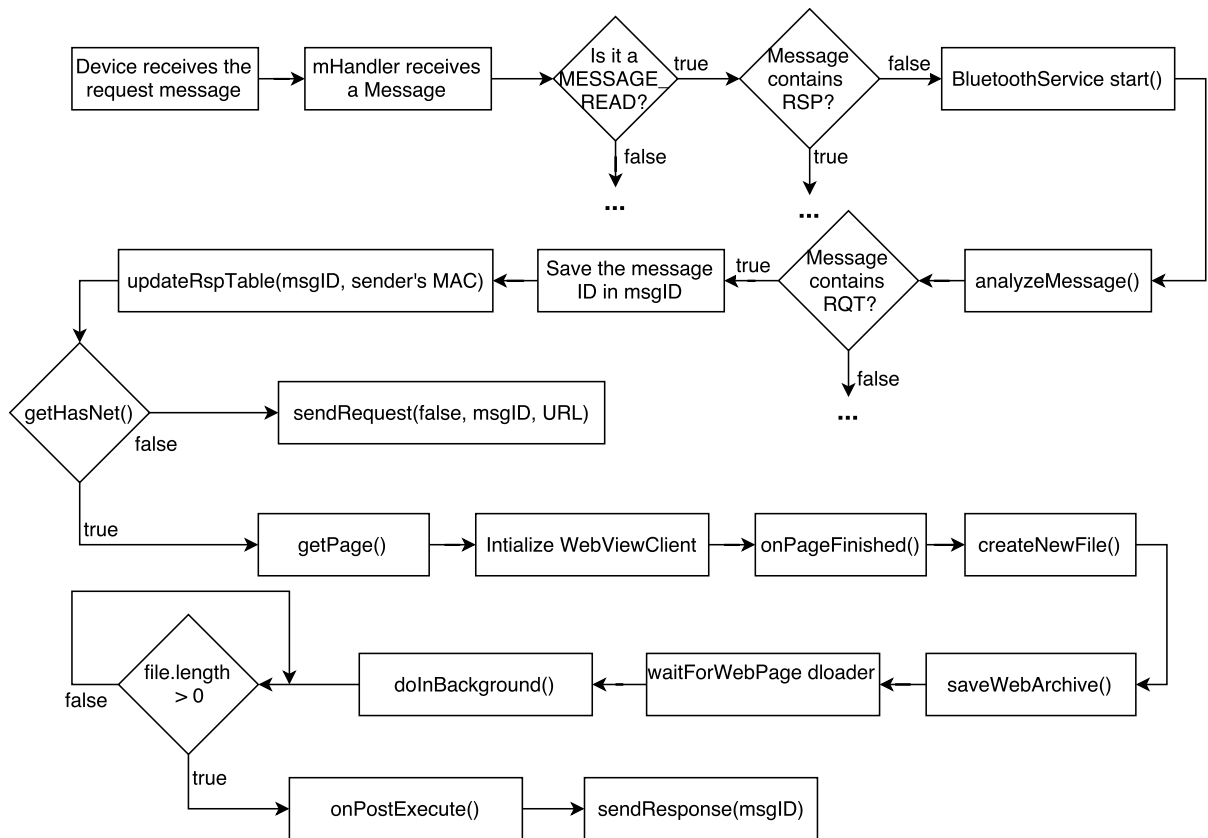 Device receives the
request message
mHandler receives
a Message
Is it a
MESSAGE_
READ?
true
false
...
Message
contains
RSP?
false
true
...
BluetoothService start()
analyzeMessage()
Message
contains
RQT?
true
false
...
Save the message
ID in msgID
updateRspTable(msgID, sender's MAC)
getHasNet()
false
sendRequest(false, msgID, URL)
true
getPage()
Intialize WebViewClient
onPageFinished()
createNewFile()
saveWebArchive()
waitForWebPage dloader
doInBackground()
file.length
> 0
false
true
onPostExecute()
sendResponse(msgID)